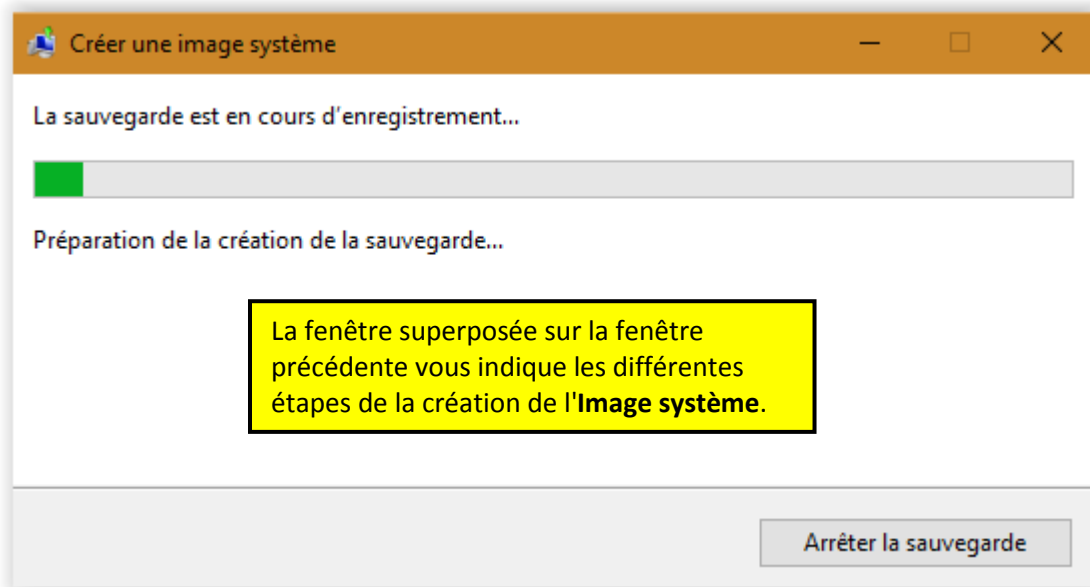 Créer une image système
La sauvegarde est en cours d'enregistrement...
Préparation de la création de la sauvegarde...
La fenêtre superposée sur la fenêtre
précédente vous indique les différentes
étapes de la création de l'Image système.
Arrêter la sauvegarde